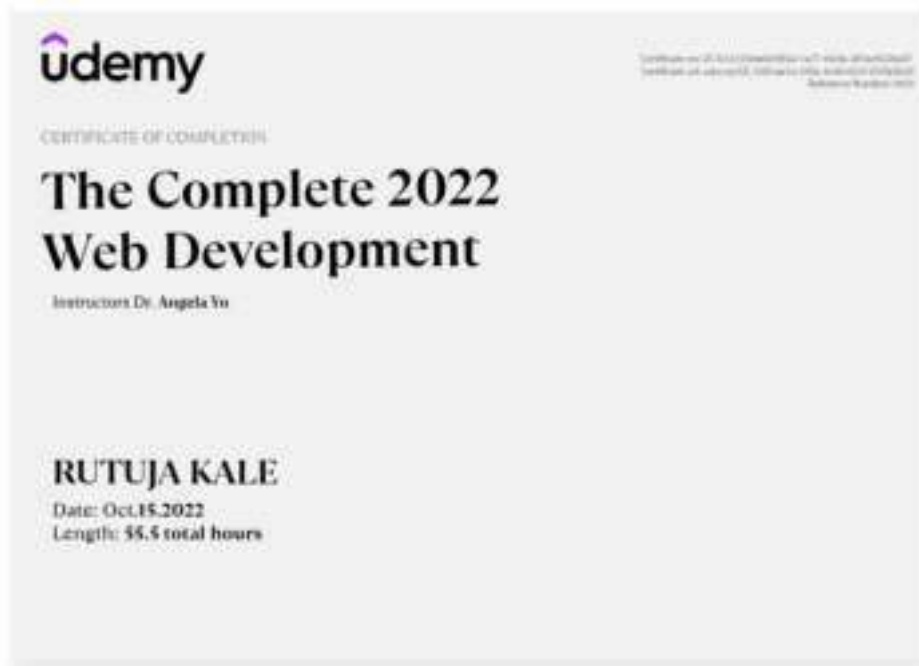 ûdemy
CERTIFICATE OF COMPLETION
The Complete 2022
Web Development
Instructors Dr. Angela Yu
RUTUJA KALE
Date: Oct.15.2022
Length: 55.5 total hours